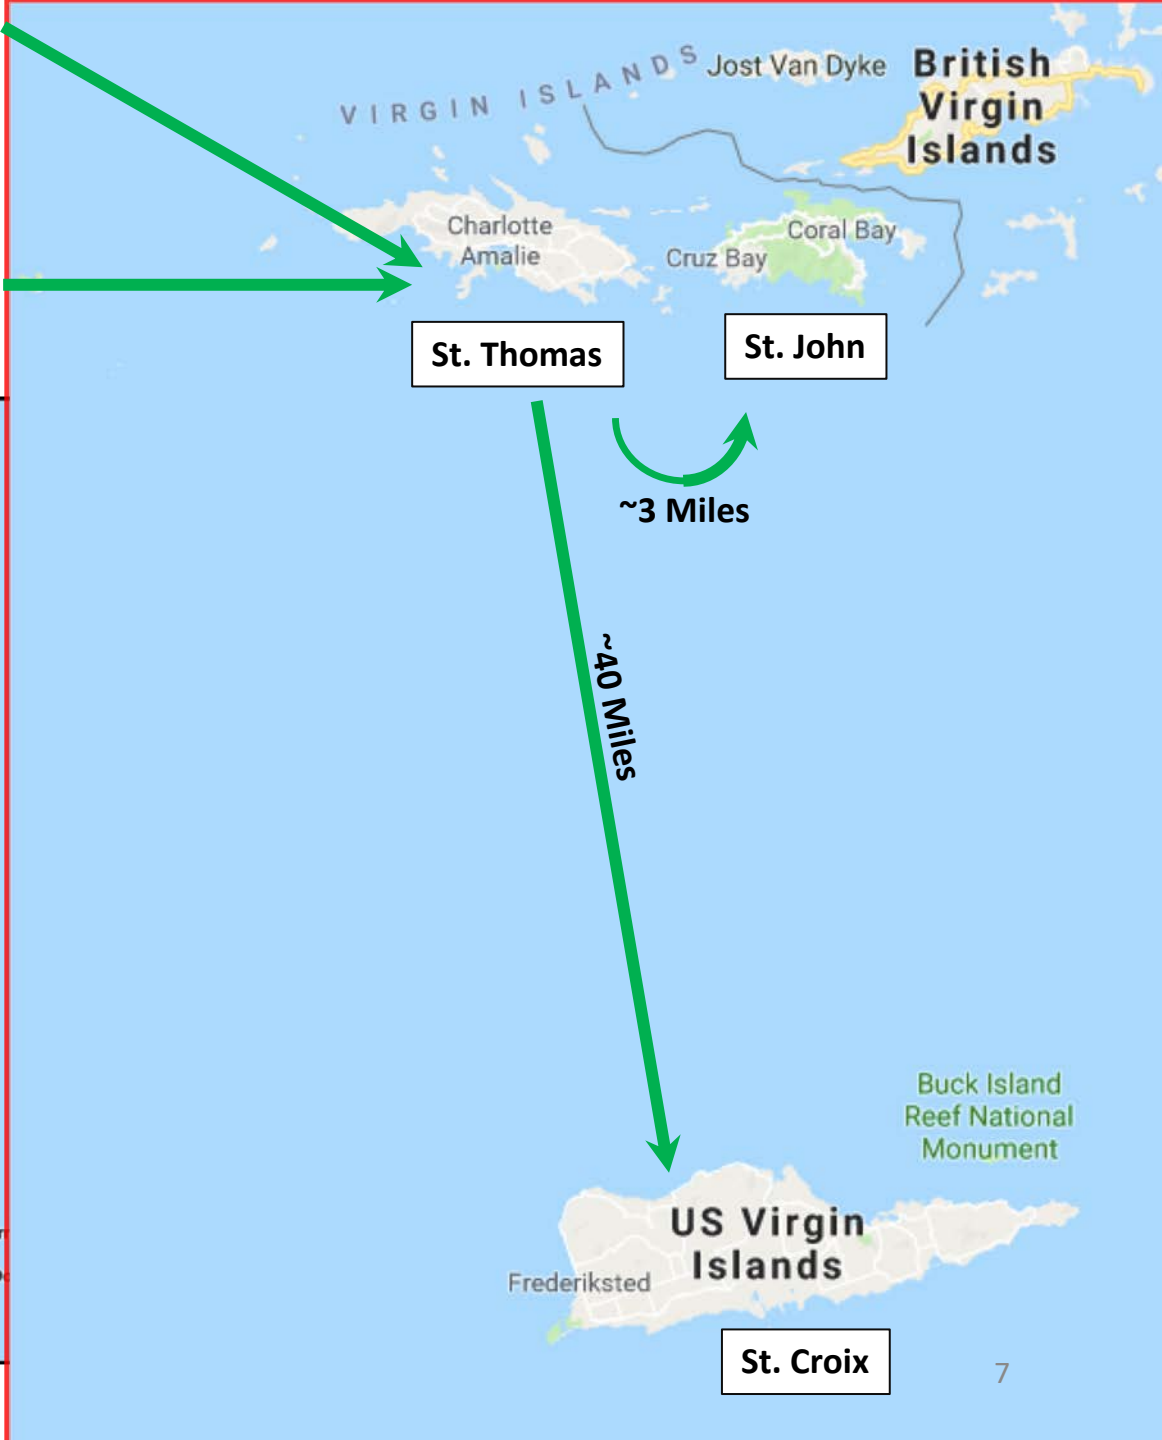 VIRGIN ISLANDS
Jost Van Dyke
British
Virgin
Islands
Charlotte
Amalie
Coral Bay
Cruz Bay
St. Thomas
St. John
~3 Miles
~40 Miles
Buck Island
Reef National
Monument
US Virgin
Islands
Frederiksted
St. Croix
7